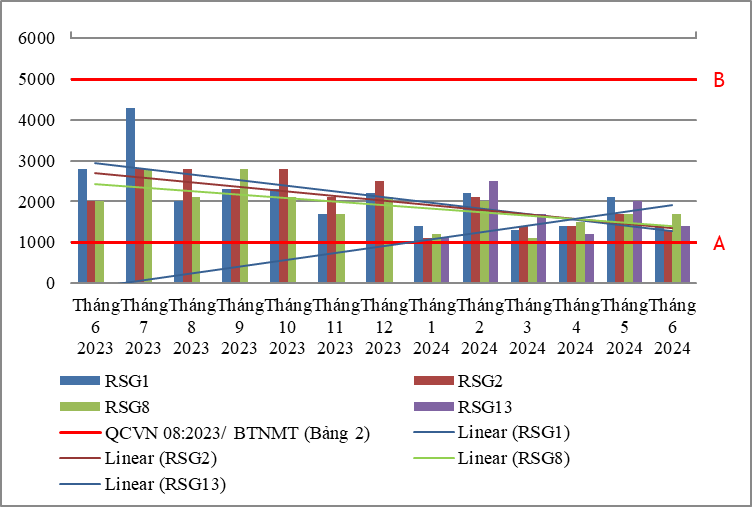 6000
5000
B
4000
3000
2000
1000
A
0
Tháng Tháng Tháng Tháng Tháng Tháng Tháng Tháng Tháng Tháng Tháng Tháng Tháng
6 7 8 9 10 11 12 1 2 3 4 5 6
2023 2023 2023 2023 2023 2023 2023 2024 2024 2024 2024 2024 2024
RSG1 RSG2
RSG8 RSG13
QCVN 08:2023/ BTNMT (Bảng 2) Linear (RSG1)
Linear (RSG2) Linear (RSG8)
Linear (RSG13)